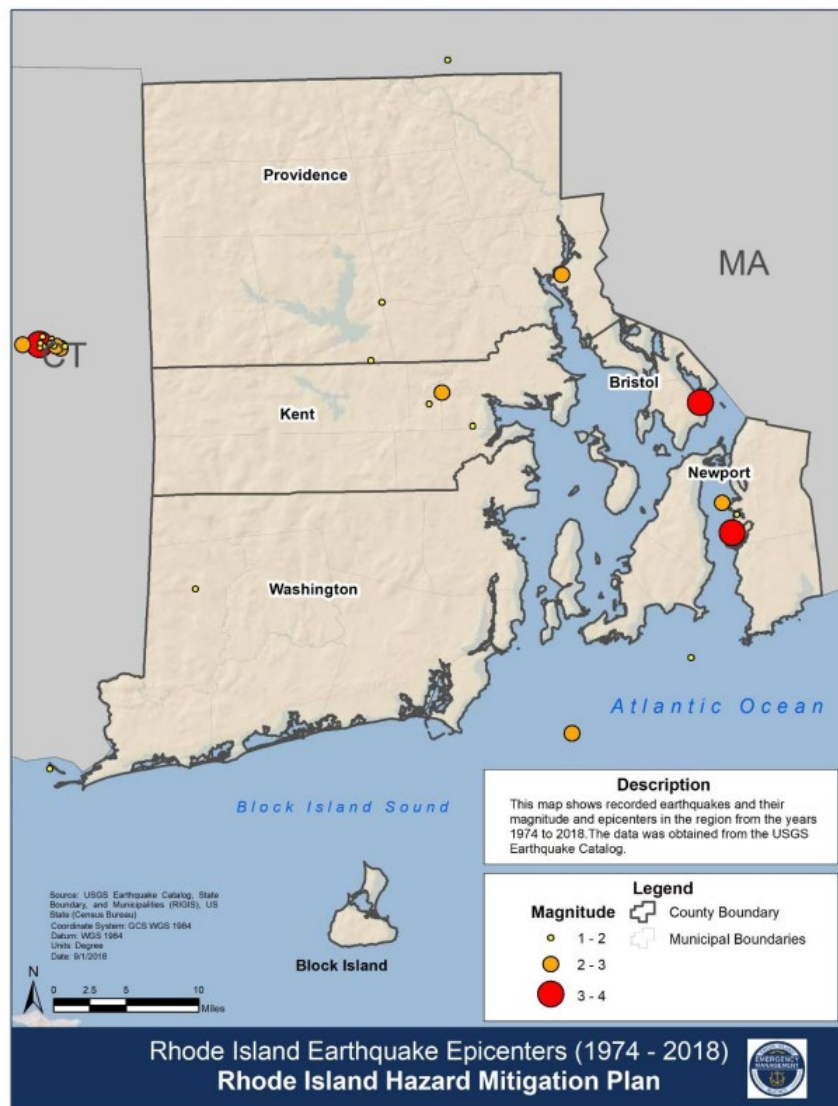 Providence
MA
CT
Bristol
Kent
Newport
Washington
Atlantic Ocean
Block Island Sound
Description
This map shows recorded earthquakes and their
magnitude and epicenters in the region from the years
1974 to 2018.The data was obtained from the USGS
Earthquake Catalog.
Source: USGS Earthquake Catalog, State
Boundary, and Municipalities (RIGIS), US
State (Census Bureau)
Coordinate System: GCS WGS 1984
Datum: WGS 1984
Units: Degree
Date: 9/1/2018
Block Island
Legend
Magnitude
County Boundary
1 - 2
Municipal Boundaries
2 - 3
3 - 4
N
0 2.5 5 10
Miles
Rhode Island Earthquake Epicenters (1974 - 2018)
Rhode Island Hazard Mitigation Plan
EMERGENCY
MANAGEMENT